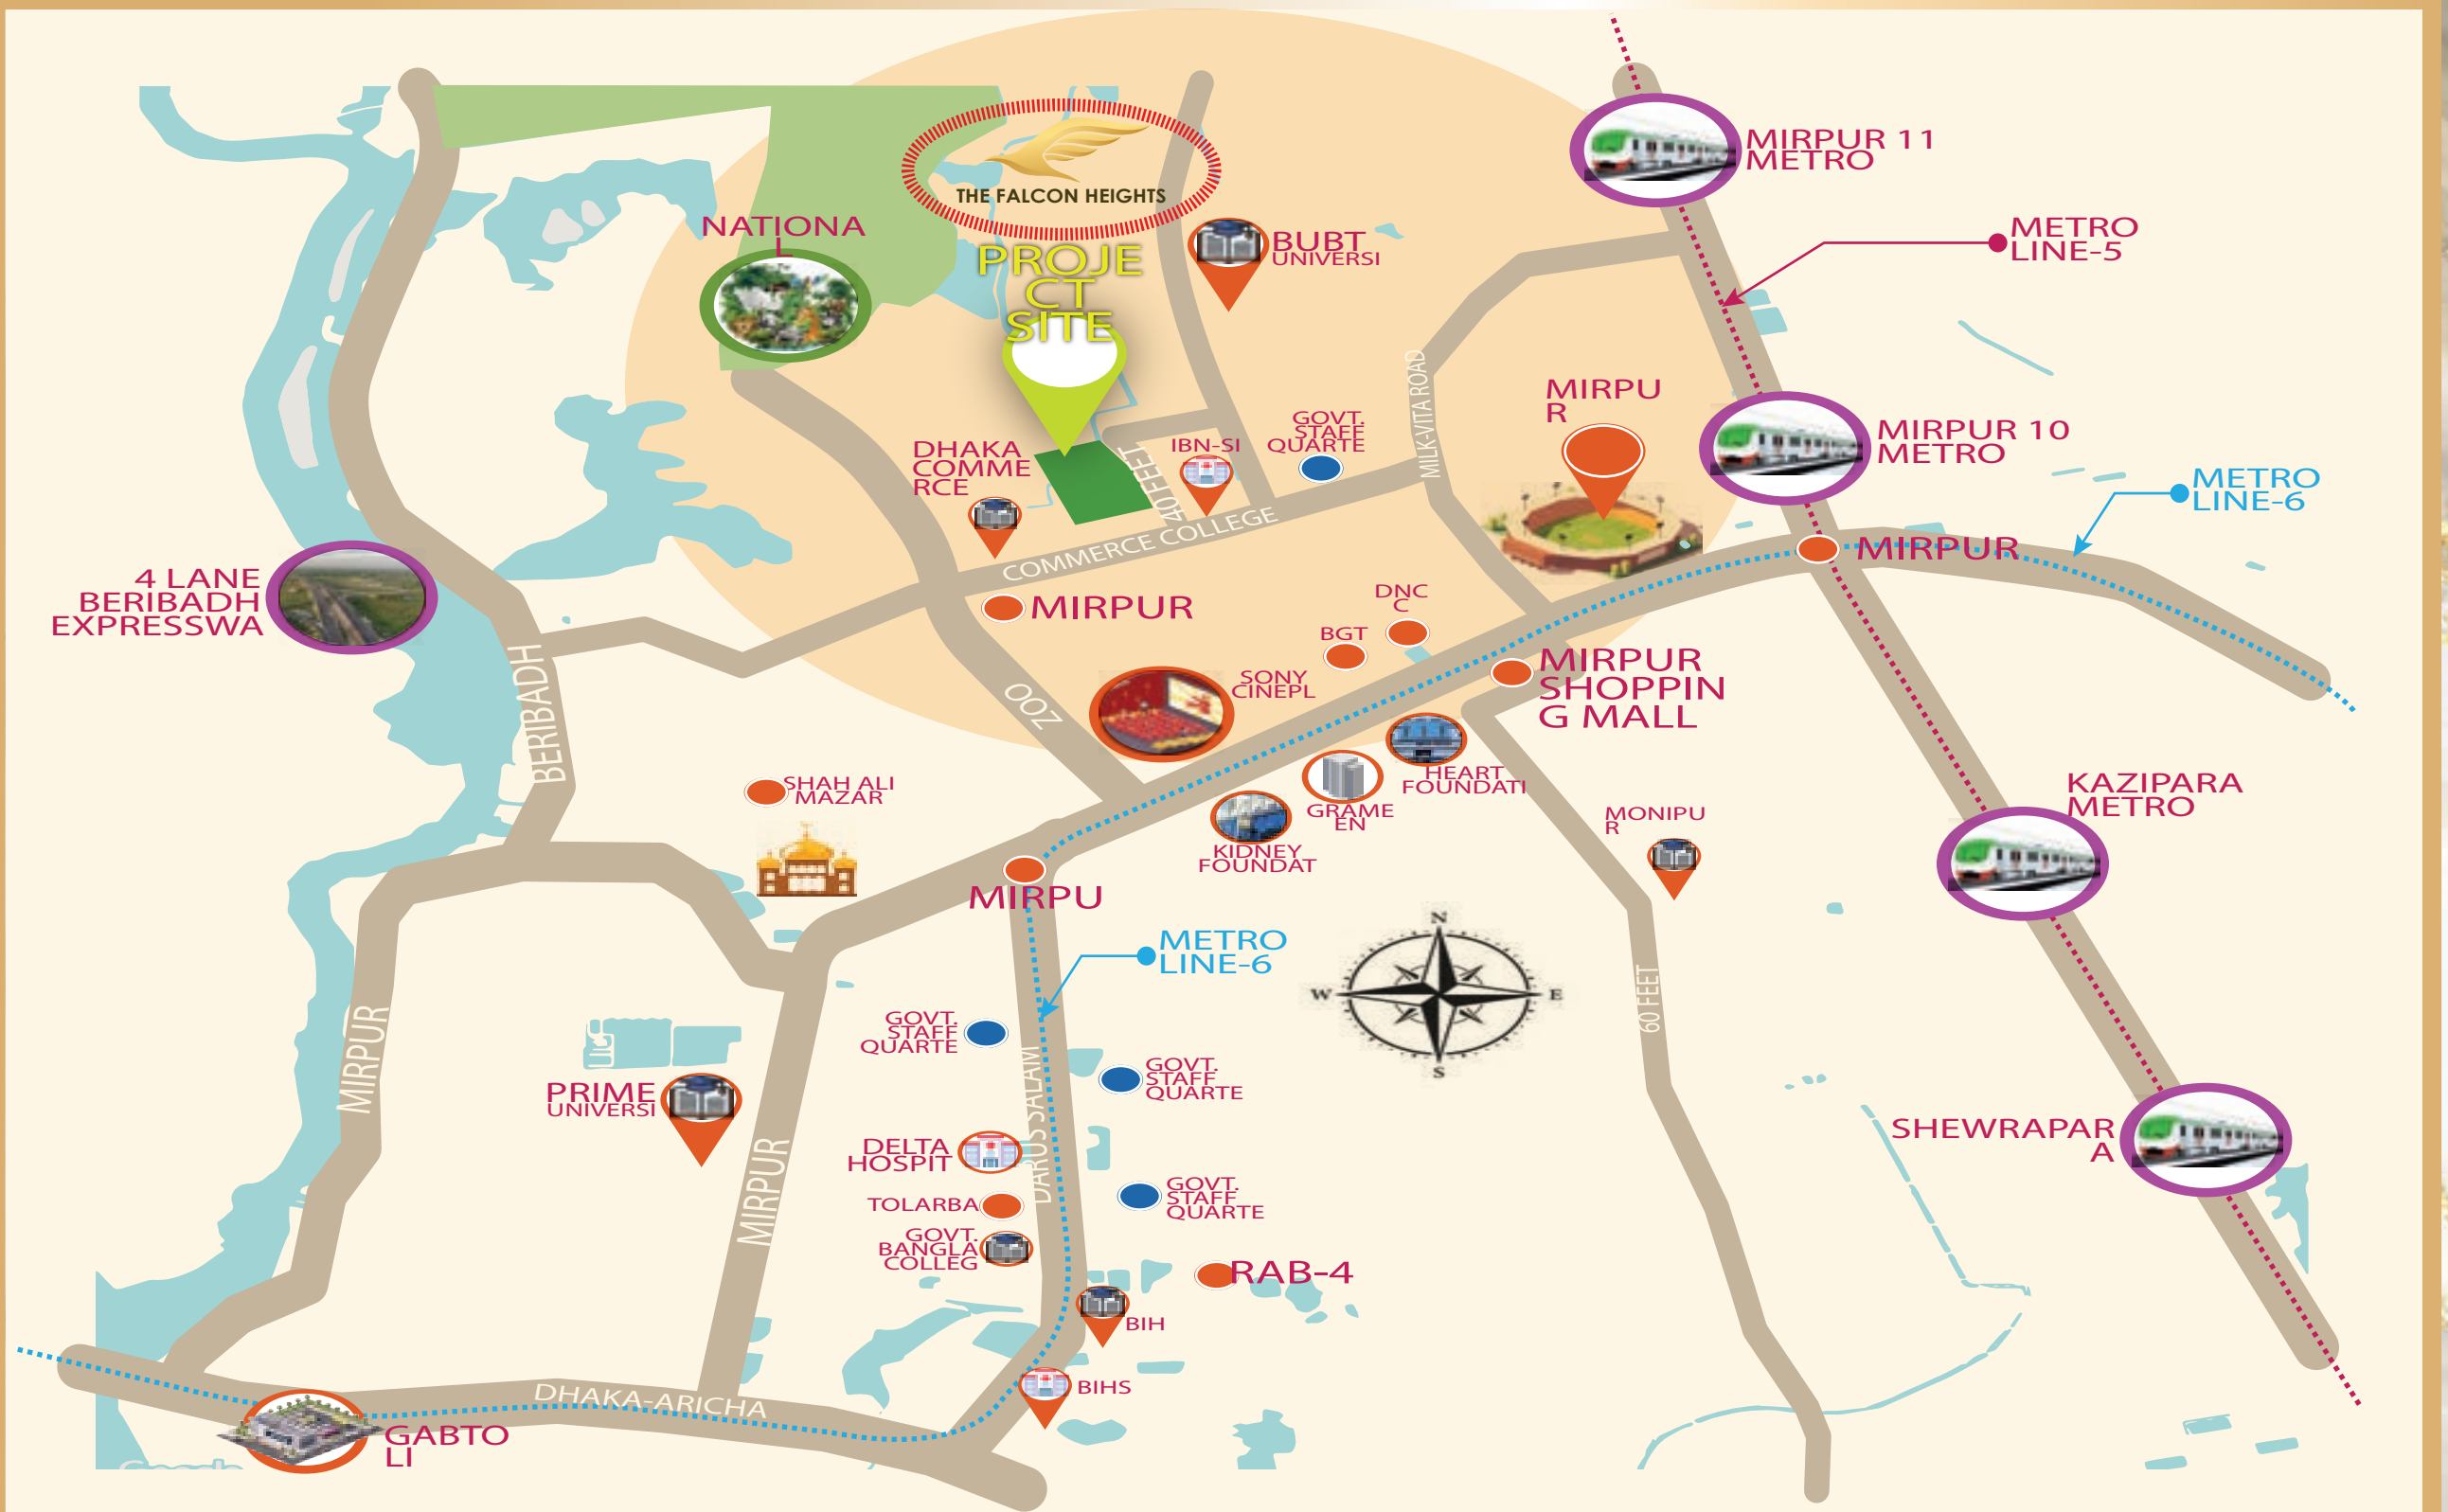 THE FALCON HEIGHTS
PROJE
CT
SITE
NATIONA
L
BUBT
UNIVERSI
MIRPUR 11
METRO
METRO
LINE-5
MIRPU
R
MIRPUR 10
METRO
METRO
LINE-6
MILK-VITA ROAD
GOVT.
STAFF
QUARTE
IBN-SI
DHAKA
COMME
RCE
40 FEET
COMMERCE COLLEGE
MIRPUR
MIRPUR
4 LANE
BERIBADH
EXPRESSWA
BERIBADH
ZOO
DNC
C
BGT
SONY
CINEPL
MIRPUR
SHOPPIN
G MALL
HEART
FOUNDATI
GRAME
EN
KIDNEY
FOUNDAT
SHAH ALI
MAZAR
MONIPU
R
KAZIPARA
METRO
MIRPU
METRO
LINE-6
N
W
E
S
60 FEET
MIRPUR
GOVT.
STAFF
QUARTE
GOVT.
STAFF
QUARTE
DARUS SALAM
PRIME
UNIVERSI
MIRPUR
DELTA
HOSPIT
TOLARBA
GOVT.
STAFF
QUARTE
GOVT.
BANGLA
COLLEG
SHEWRAPAR
A
RAB-4
BIH
BIHS
DHAKA-ARICHA
GABTO
LI